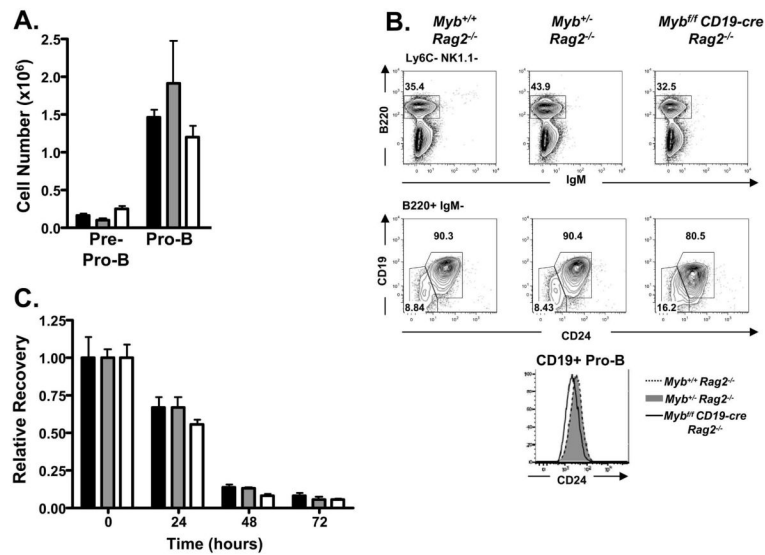 A.
Cell Number (x10⁶)
2.5
2.0
1.5
1.0
0.5
0.0
Pre-
Pro-B
Pro-B
B.
Myb+/+
Rag2-/-
Myb+/-
Rag2-/-
Mybf/f CD19-cre
Rag2-/-
Ly6C- NK1.1-
35.4
43.9
32.5
B220
IgM
B220+ IgM-
90.3
90.4
80.5
8.84
8.43
16.2
CD19
CD24
CD19+ Pro-B
Myb+/+ Rag2-/-
Myb+/- Rag2-/-
Mybf/f CD19-cre
Rag2-/-
CD24
C.
Relative Recovery
1.25
1.00
0.75
0.50
0.25
0.00
0
24
48
72
Time (hours)